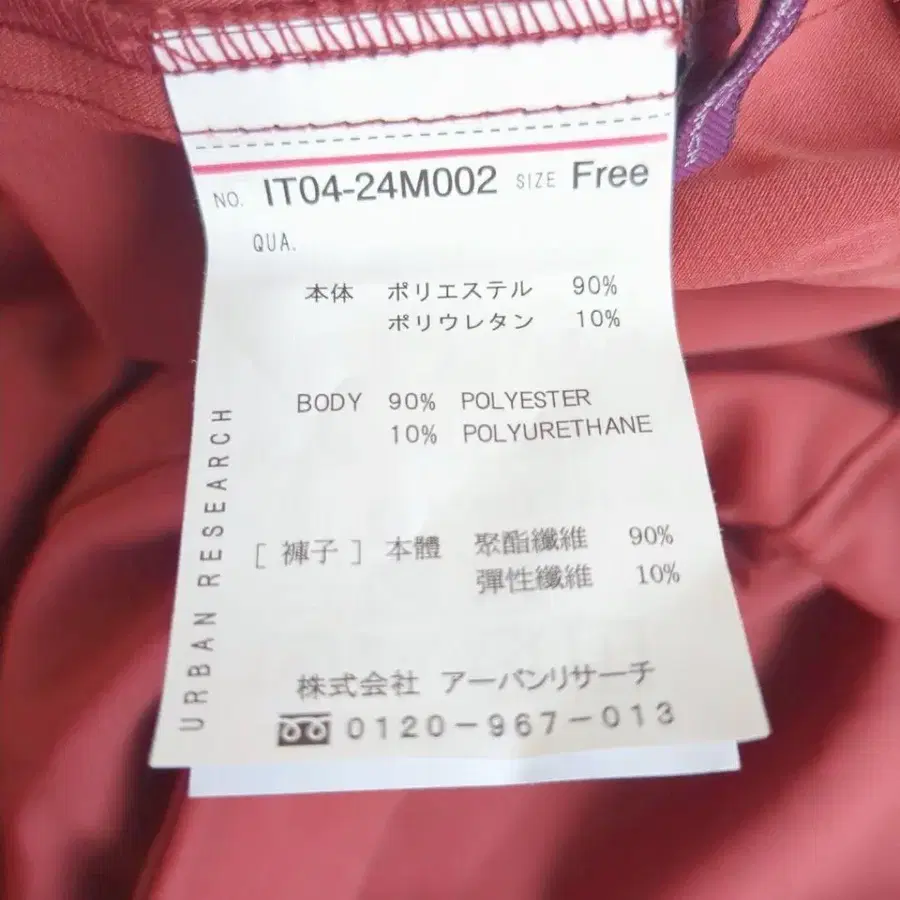 NO. IT04-24M002 SIZE Free
QUA.
本体 ポリエステル 90%
ポリウレタン 10%
BODY 90% POLYESTER
10% POLYURETHANE
[ 褲子 ] 本體 聚酯纖維 90%
彈性纖維 10%
株式会社 アーバンリサーチ
0120-967-013
URBAN RESEARCH